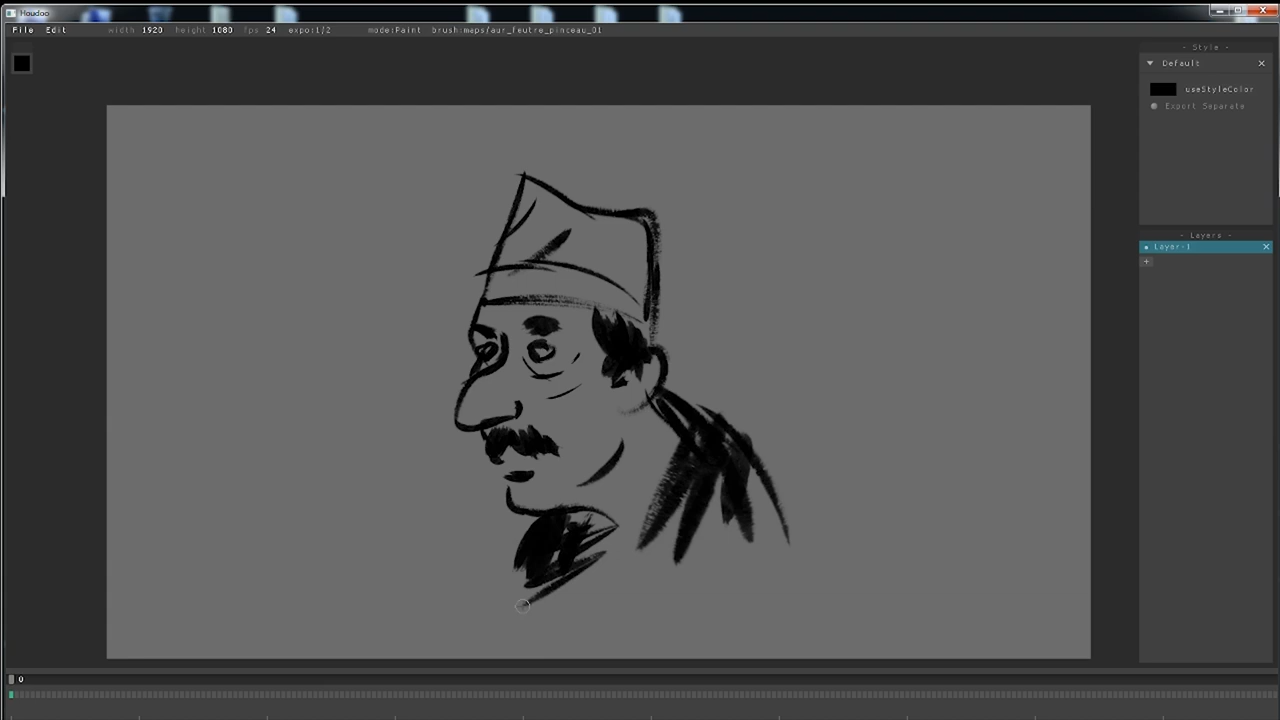 Houdoo
File Edit width 1920 height 1080 fps 24 expo:1/2 mode:Paint brush:maps/aur_feutre_pinceau_01
- Style -
Default
useStyleColor
Export Separate
- Layers -
Layer-1
+
0